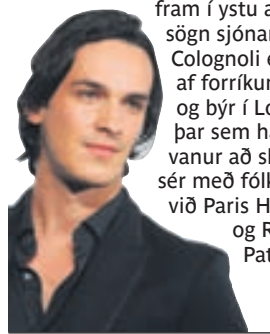 fram í ystu
sögn sjónar
Colognoli
af forríku
og býr í Lo
þar sem ha
vanur að sk
sér með fólk
við Paris H
og R
Pat